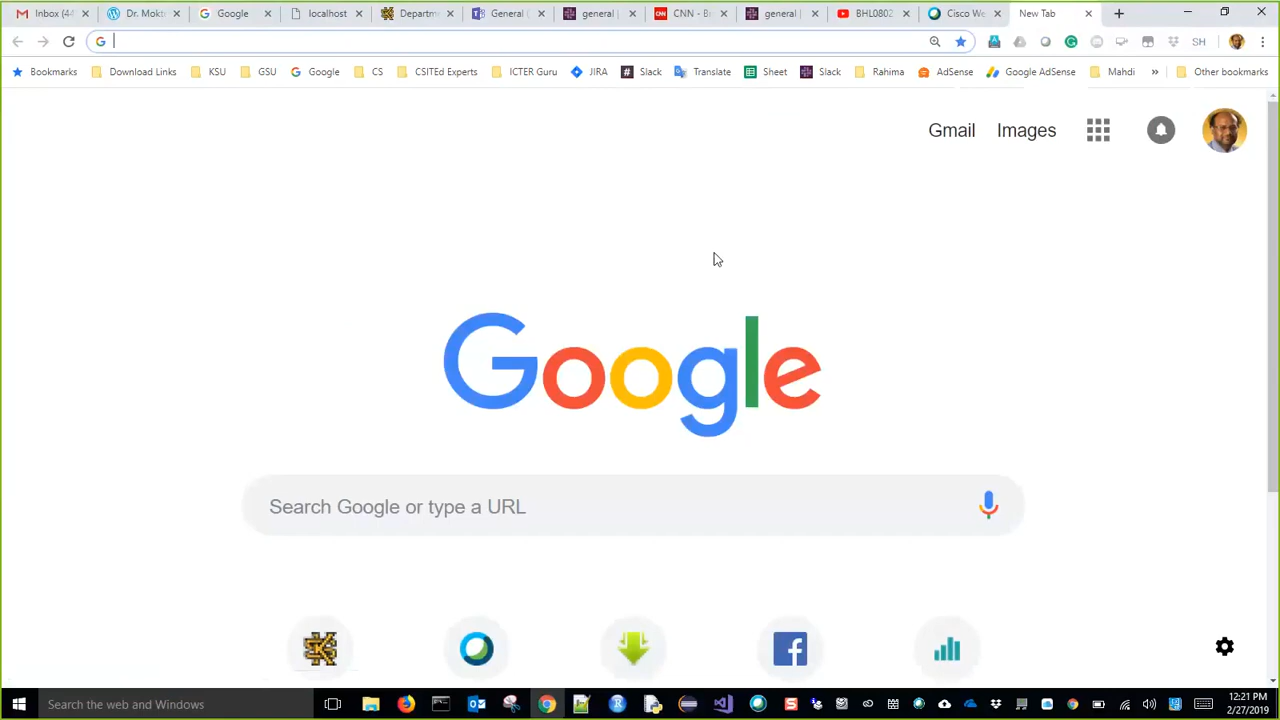 Inbox (44 Dr. Mokt Google localhost Departm General ( general | CNN - B general | BHL0802 Cisco We New Tab
SH
Bookmarks Download Links KSU GSU Google CS CSITEd Experts ICTER Guru JIRA Slack Translate Sheet Slack Rahima AdSense Google AdSense Mahdi » Other bookmarks
Gmail Images
Google
Search Google or type a URL
Search the web and Windows
12:21 PM
2/27/2019